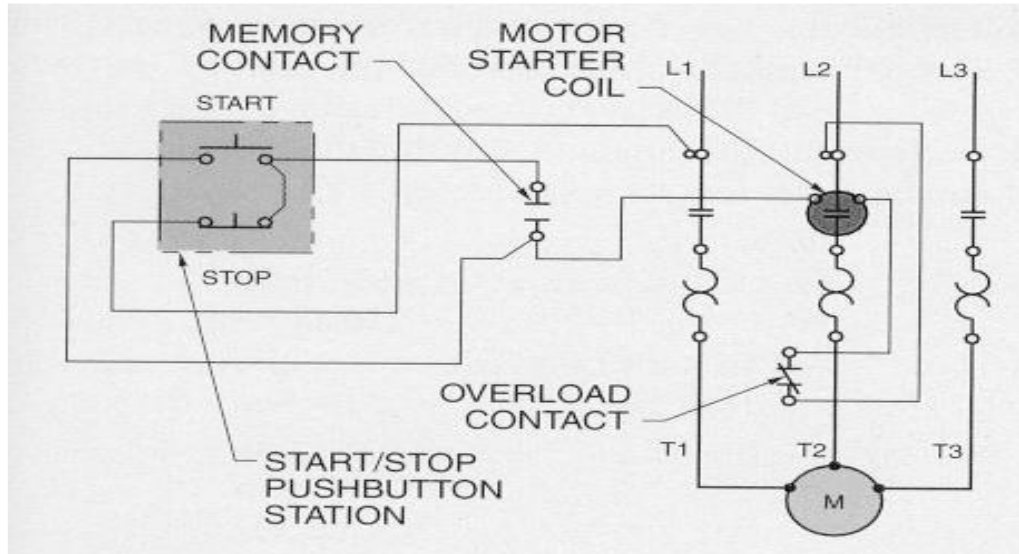 MEMORY
CONTACT
MOTOR
STARTER
COIL
L1
L2
L3
START
STOP
OVERLOAD
CONTACT
T1
T2
T3
START/STOP
PUSHBUTTON
STATION
M